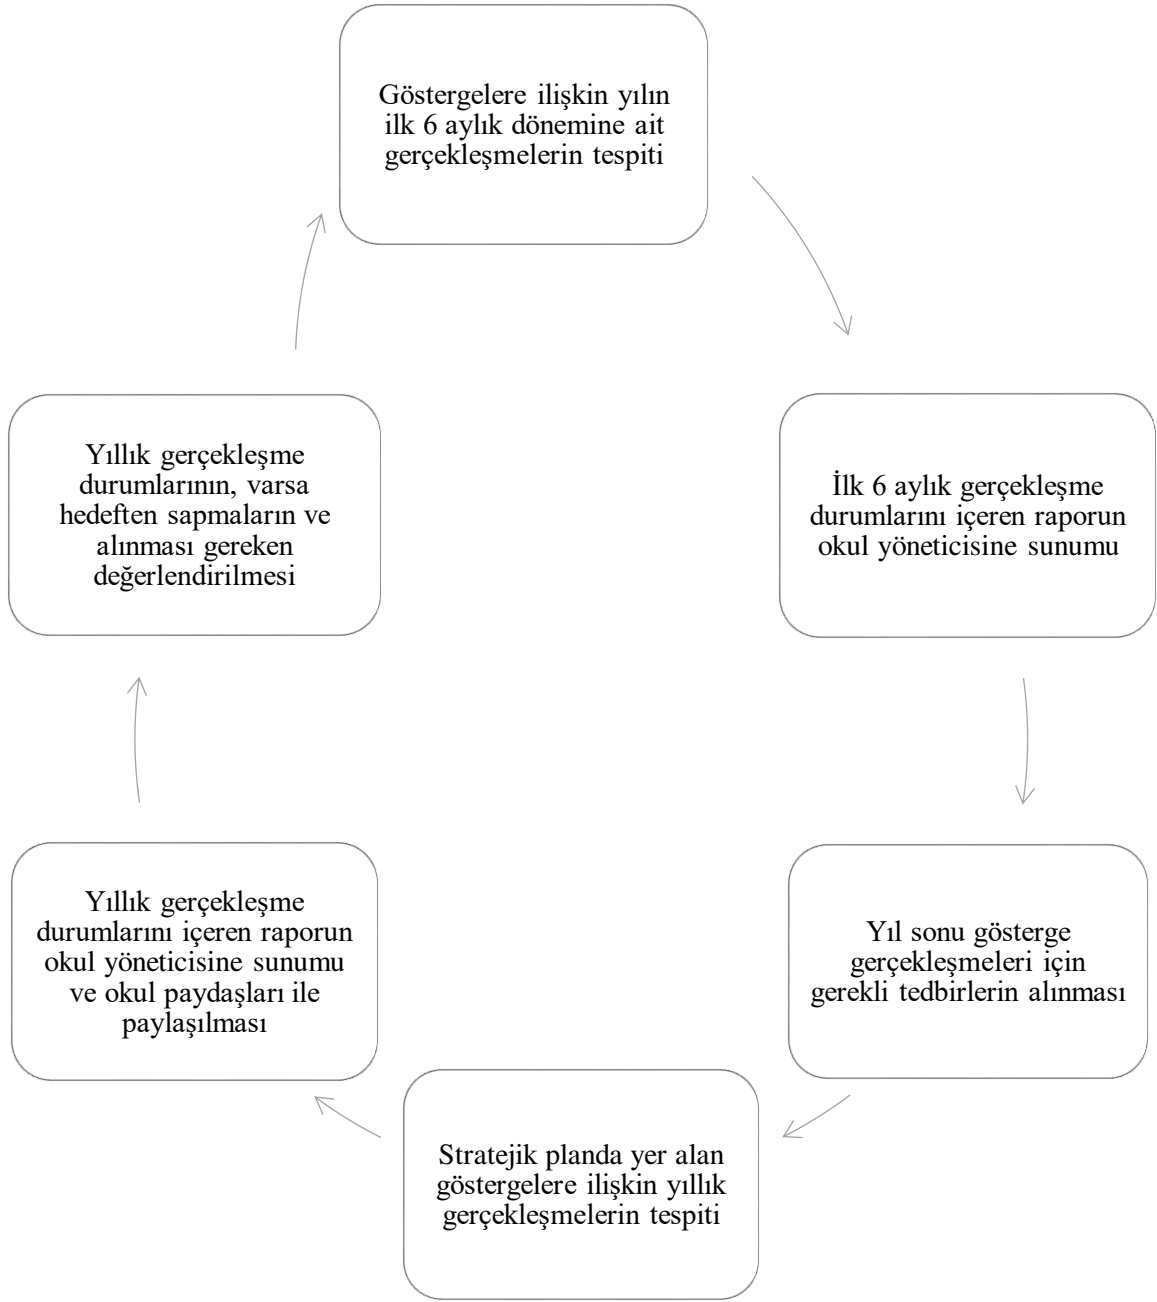 Göstergelere ilişkin yılın
ilk 6 aylık dönemine ait
gerçekleşmelerin tespiti
İlk 6 aylık gerçekleşme
durumlarını içeren raporun
okul yöneticisine sunumu
Yıl sonu gösterge
gerçekleşmeleri için
gerekli tedbirlerin alınması
Stratejik planda yer alan
göstergelere ilişkin yıllık
gerçekleşmelerin tespiti
Yıllık gerçekleşme
durumlarını içeren raporun
okul yöneticisine sunumu
ve okul paydaşları ile
paylaşılması
Yıllık gerçekleşme
durumlarının, varsa
hedeften sapmaların ve
alınması gereken
değerlendirilmesi